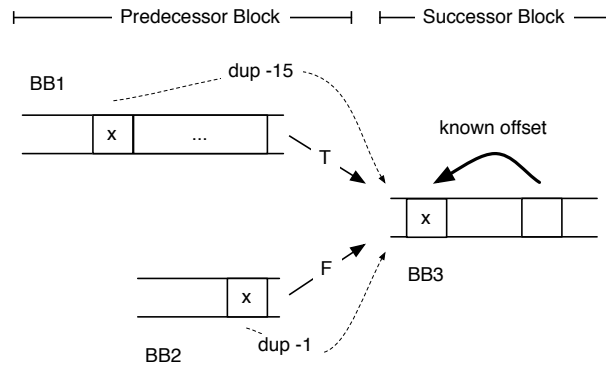 Predecessor Block
Successor Block
dup -15
BB1
x
...
known offset
T
x
F
x
BB3
dup -1
BB2